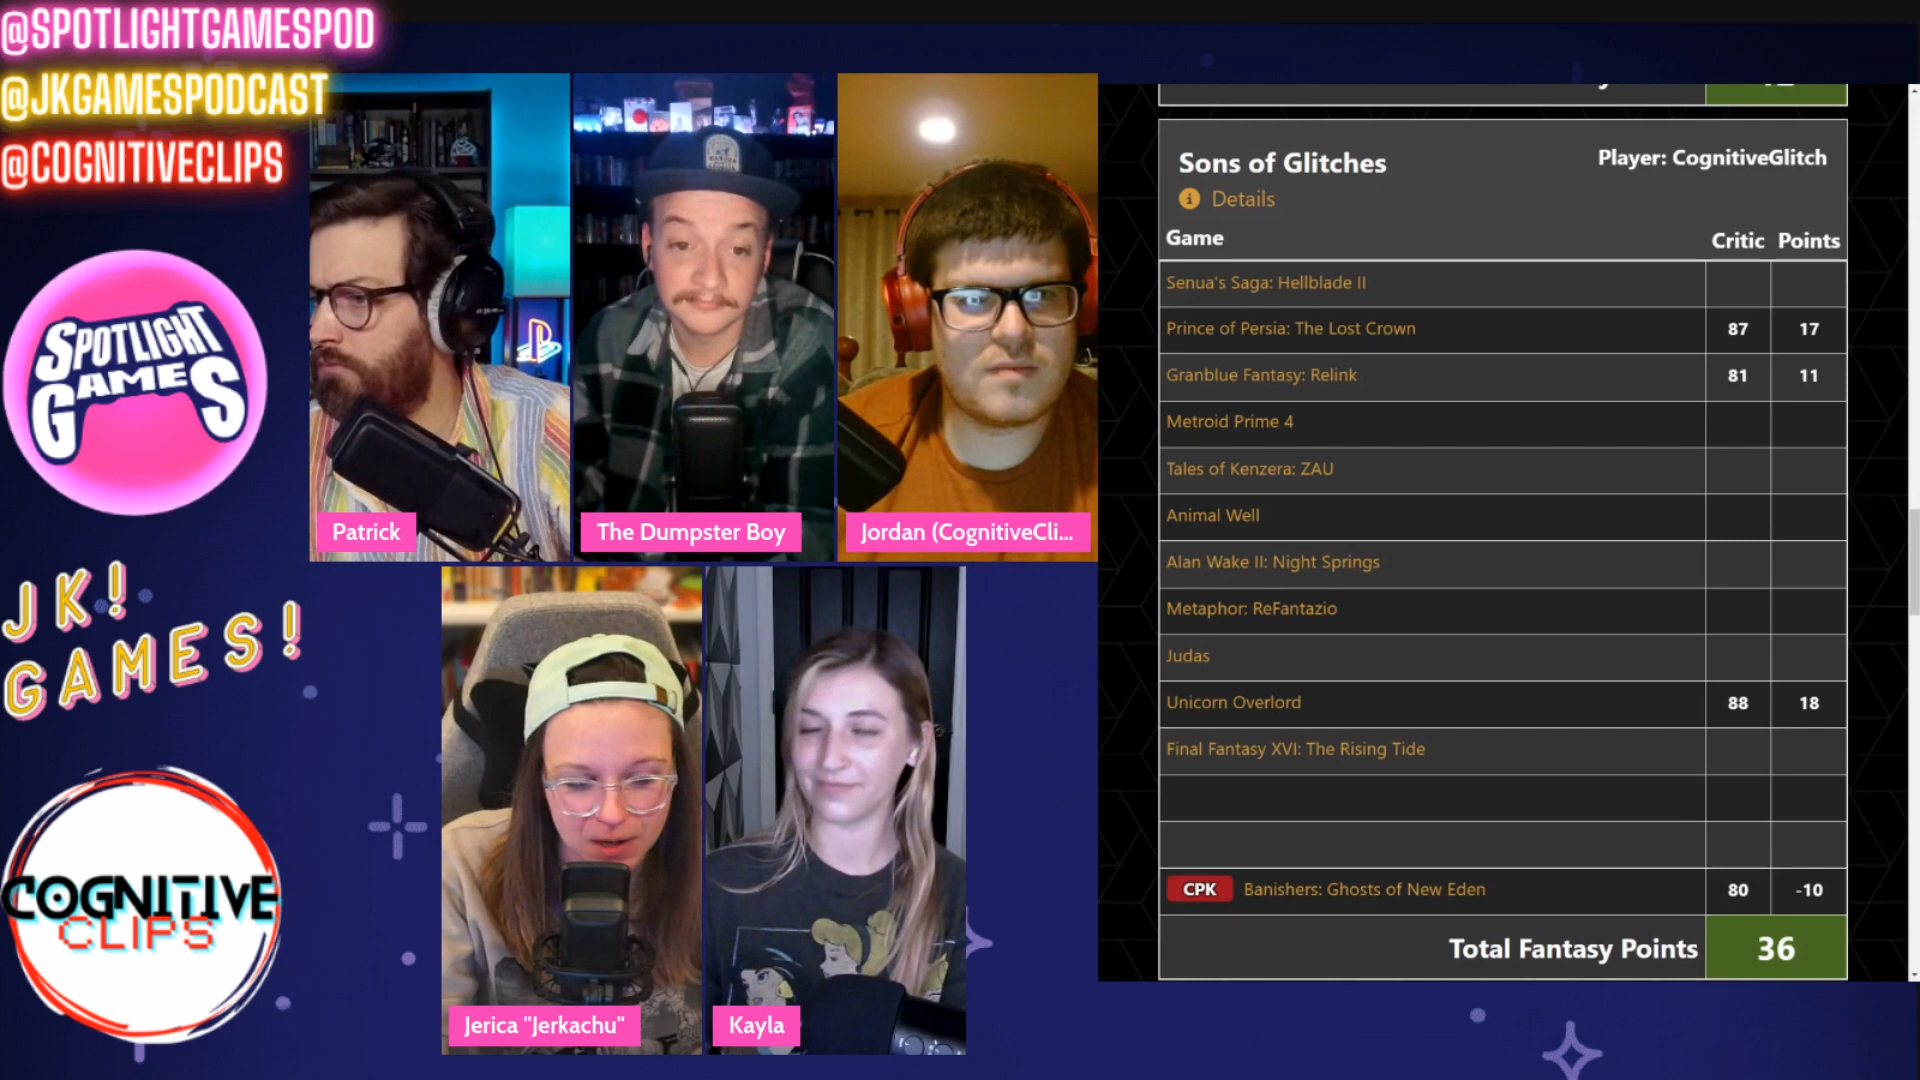 @SPOTLIGHTGAMESPOD
@JKGAMESPODCAST
@COGNITIVECLIPS
SPOTLIGHT
GAMES
JK!
GAMES!
COGNITIVE
CLIPS
Patrick
The Dumpster Boy
Jordan (CognitiveCli...
Jerica "Jerkachu"
Kayla
Sons of Glitches
Player: CognitiveGlitch
Details
Game Critic Points
Senua's Saga: Hellblade II
Prince of Persia: The Lost Crown 87 17
Granblue Fantasy: Relink 81 11
Metroid Prime 4
Tales of Kenzera: ZAU
Animal Well
Alan Wake II: Night Springs
Metaphor: ReFantazio
Judas
Unicorn Overlord 88 18
Final Fantasy XVI: The Rising Tide
CPK Banishers: Ghosts of New Eden 80 -10
Total Fantasy Points 36